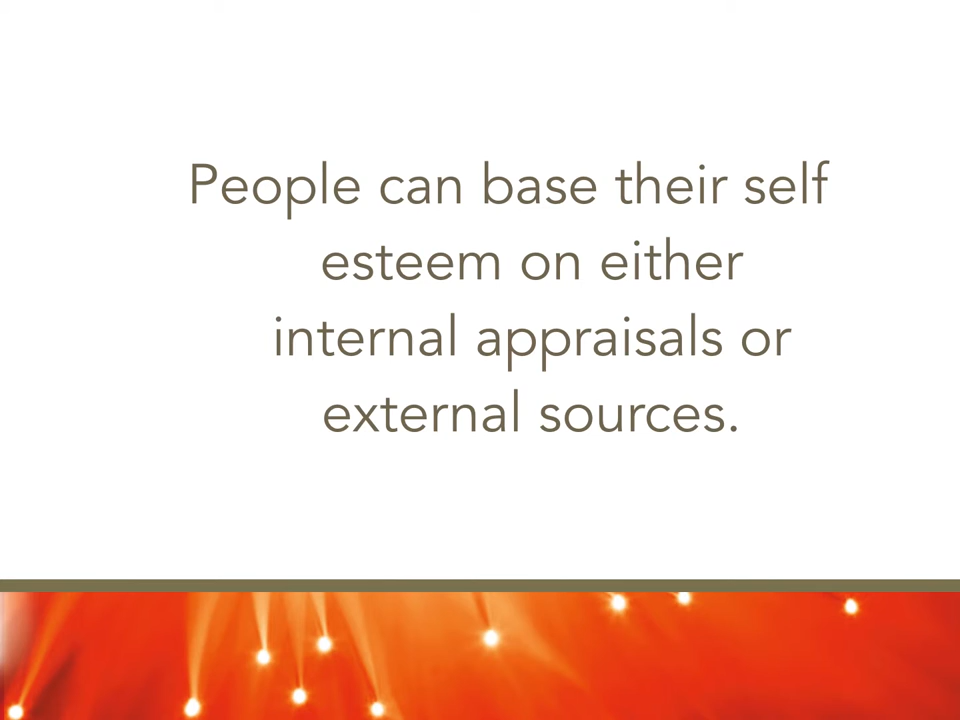 People can base their self
esteem on either
internal appraisals or
external sources.